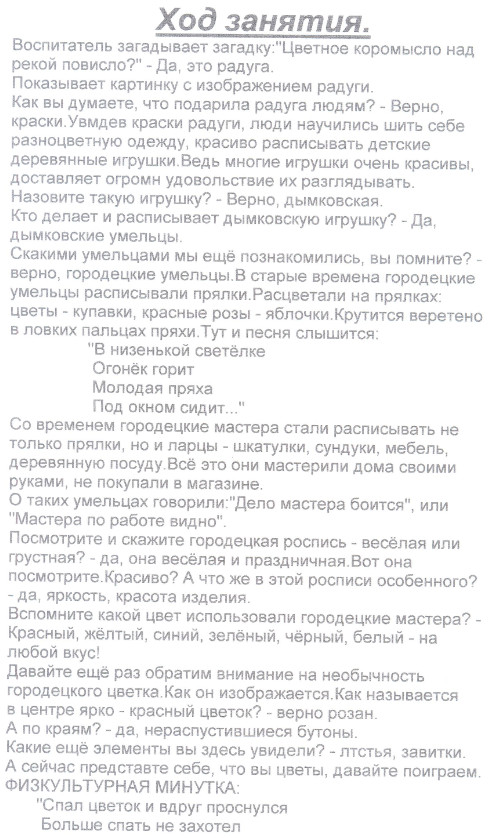 Ход занятия.
Воспитатель загадывает загадку:"Цветное коромысло над
рекой повисло?" - Да, это радуга.
Показывает картинку с изображением радуги.
Как вы думаете, что подарила радуга людям? - Верно,
краски.Увмдев краски радуги, люди научились шить себе
разноцветную одежду, красиво расписывать детские
деревянные игрушки.Ведь многие игрушки очень красивы,
доставляет огромн удовольствие их разглядывать.
Назовите такую игрушку? - Верно, дымковская.
Кто делает и расписывает дымковскую игрушку? - Да,
дымковские умельцы.
Скакими умельцами мы ещё познакомились, вы помните? -
верно, городецкие умельцы.В старые времена городецкие
умельцы расписывали прялки.Расцветали на прялках:
цветы - купавки, красные розы - яблочки.Крутится веретено
в ловких пальцах пряхи.Тут и песня слышится:
"В низенькой светёлке
Огонёк горит
Молодая пряха
Под окном сидит..."
Со временем городецкие мастера стали расписывать не
только прялки, но и ларцы - шкатулки, сундуки, мебель,
деревянную посуду.Всё это они мастерили дома своими
руками, не покупали в магазине.
О таких умельцах говорили:"Дело мастера боится", или
"Мастера по работе видно".
Посмотрите и скажите городецкая роспись - весёлая или
грустная? - да, она весёлая и праздничная.Вот она
посмотрите.Красиво? А что же в этой росписи особенного?
- да, яркость, красота изделия.
Вспомните какой цвет использовали городецкие мастера? -
Красный, жёлтый, синий, зелёный, чёрный, белый - на
любой вкус!
Давайте ещё раз обратим внимание на необычность
городецкого цветка.Как он изображается.Как называется
в центре ярко - красный цветок? - верно розан.
А по краям? - да, нераспустившиеся бутоны.
Какие ещё элементы вы здесь увидели? - лтстья, завитки.
А сейчас представте себе, что вы цветы, давайте поиграем.
ФИЗКУЛЬТУРНАЯ МИНУТКА:
"Спал цветок и вдруг проснулся
Больше спать не захотел